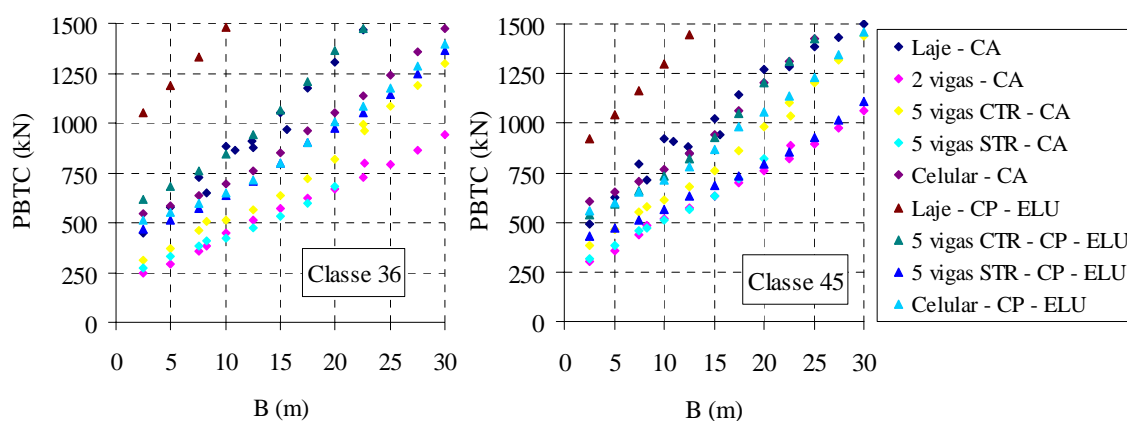 PBTC (kN)
1500
1250
1000
750
500
250
0
0 5 10 15 20 25 30
B (m)
Classe 36
PBTC (kN)
1500
1250
1000
750
500
250
0
0 5 10 15 20 25 30
B (m)
Classe 45
Laje - CA
2 vigas - CA
5 vigas CTR - CA
5 vigas STR - CA
Celular - CA
Laje - CP - ELU
5 vigas CTR - CP - ELU
5 vigas STR - CP - ELU
Celular - CP - ELU